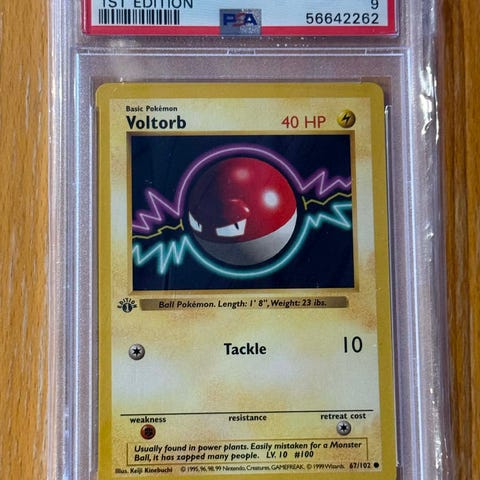 1ST EDITION 9
PSA 56642262
Basic Pokémon
Voltorb 40 HP
Ball Pokémon. Length: 1' 8", Weight: 23 lbs.
EDITION
1
Tackle 10
weakness resistance retreat cost
Usually found in power plants. Easily mistaken for a Monster
Ball, it has zapped many people. LV. 10 #100
Illus. Keiji Kinebuchi © 1995, 96, 98, 99 Nintendo, Creatures, GAMEFREAK. © 1999 Wizards. 67/102